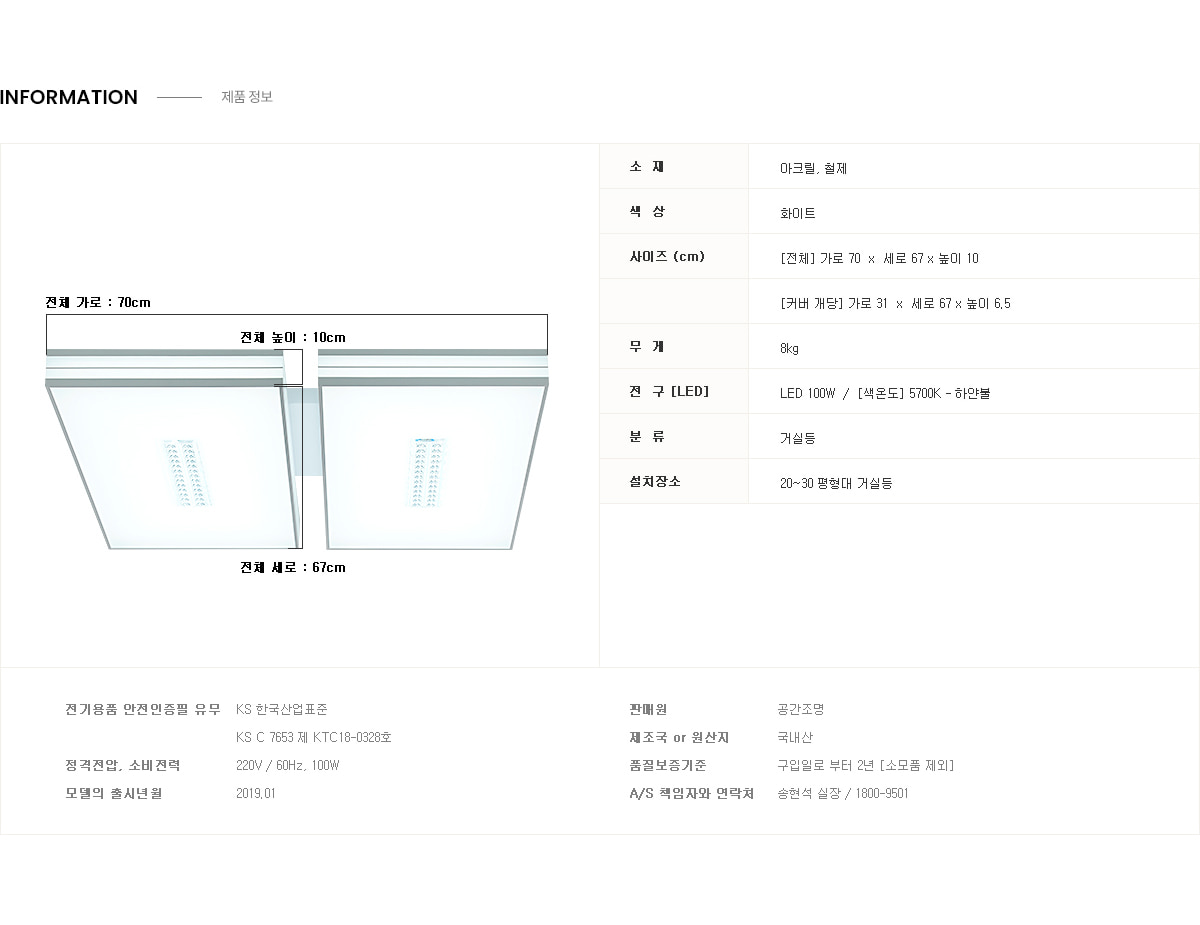 INFORMATION 제품 정보
전체 가로 : 70cm
전체 높이 : 10cm
전체 세로 : 67cm
소 재 아크릴, 철제
색 상 화이트
사이즈 (cm) [전체] 가로 70 x 세로 67 x 높이 10
[커버 개당] 가로 31 x 세로 67 x 높이 6.5
무 게 8kg
전 구 [LED] LED 100W / [색온도] 5700K - 하얀불
분 류 거실등
설치장소 20~30 평형대 거실등
전기용품 안전인증필 유무 KS 한국산업표준
KS C 7653 제 KTC18-0328호
정격전압, 소비전력 220V / 60Hz, 100W
모델의 출시년월 2019.01
판매원 공간조명
제조국 or 원산지 국내산
품질보증기준 구입일로 부터 2년 [소모품 제외]
A/S 책임자와 연락처 송현석 실장 / 1800-9501